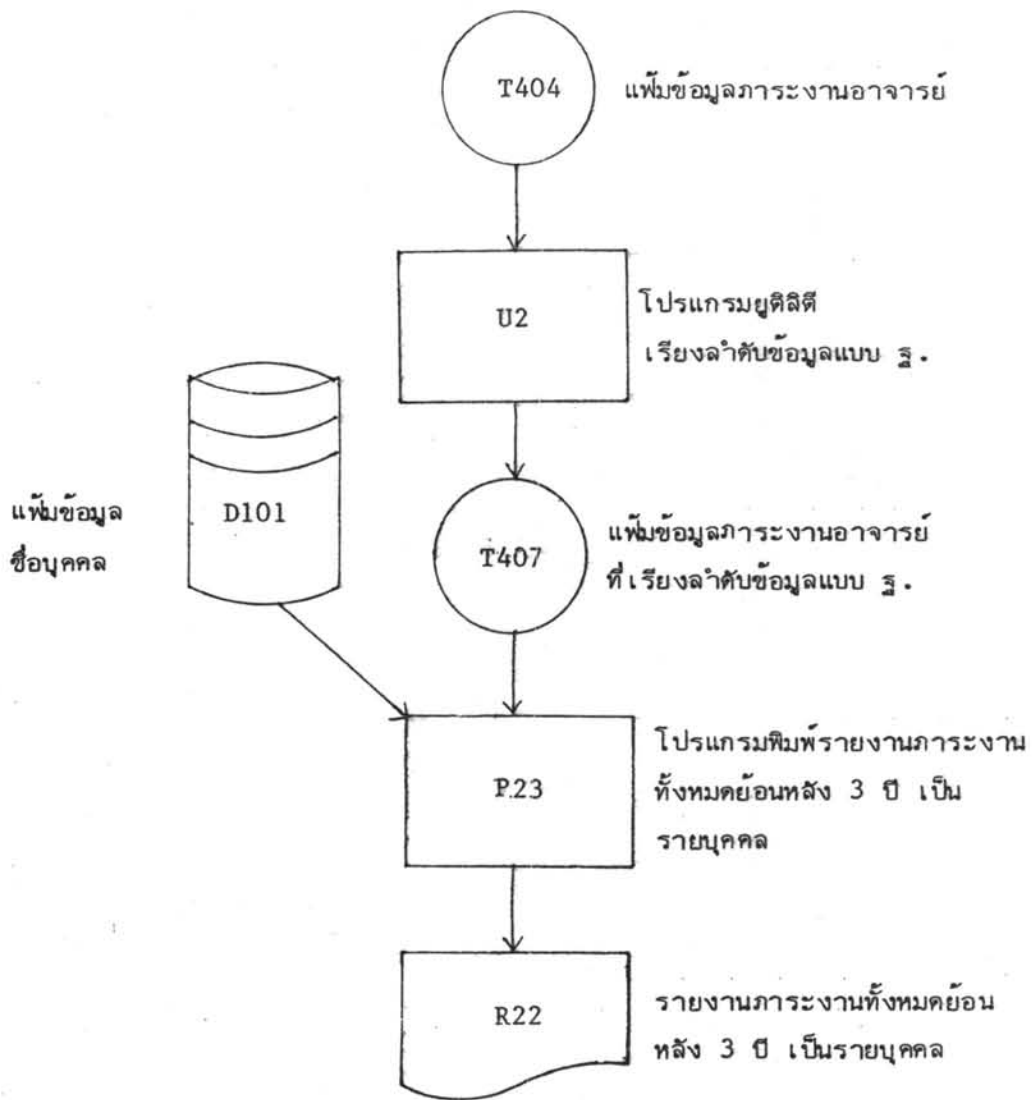 T404
แฟ้มข้อมูลภาระงานอาจารย์
U2
โปรแกรมยูติลิตี
เรียงลำดับข้อมูลแบบ ฐ.
แฟ้มข้อมูล
ชื่อบุคคล
D101
T407
แฟ้มข้อมูลภาระงานอาจารย์
ที่เรียงลำดับข้อมูลแบบ ฐ.
P.23
โปรแกรมพิมพ์รายงานภาระงาน
ทั้งหมดย้อนหลัง 3 ปี เป็น
รายบุคคล
R22
รายงานภาระงานทั้งหมดย้อน
หลัง 3 ปี เป็นรายบุคคล